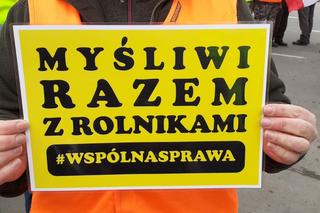 MYŚLIWI
RAZEM
Z ROLNIKAMI
#WSPÓLNASPRAWA